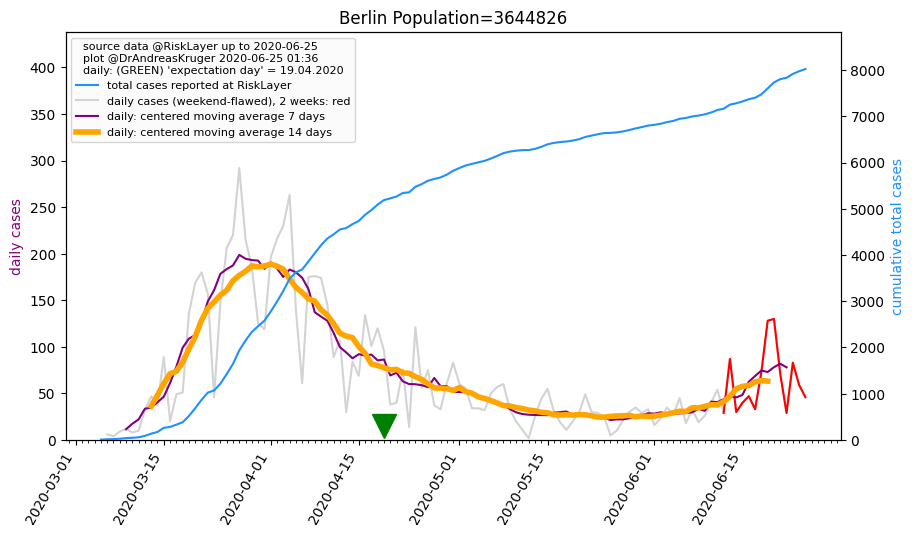 Berlin Population=3644826
source data @RiskLayer up to 2020-06-25
plot @DrAndreasKruger 2020-06-25 01:36
daily: (GREEN) 'expectation day' = 19.04.2020
total cases reported at RiskLayer
daily cases (weekend-flawed), 2 weeks: red
daily: centered moving average 7 days
daily: centered moving average 14 days
daily cases
400
350
300
250
200
150
100
50
0
cumulative total cases
8000
7000
6000
5000
4000
3000
2000
1000
0
2020-03-01
2020-03-15
2020-04-01
2020-04-15
2020-05-01
2020-05-15
2020-06-01
2020-06-15